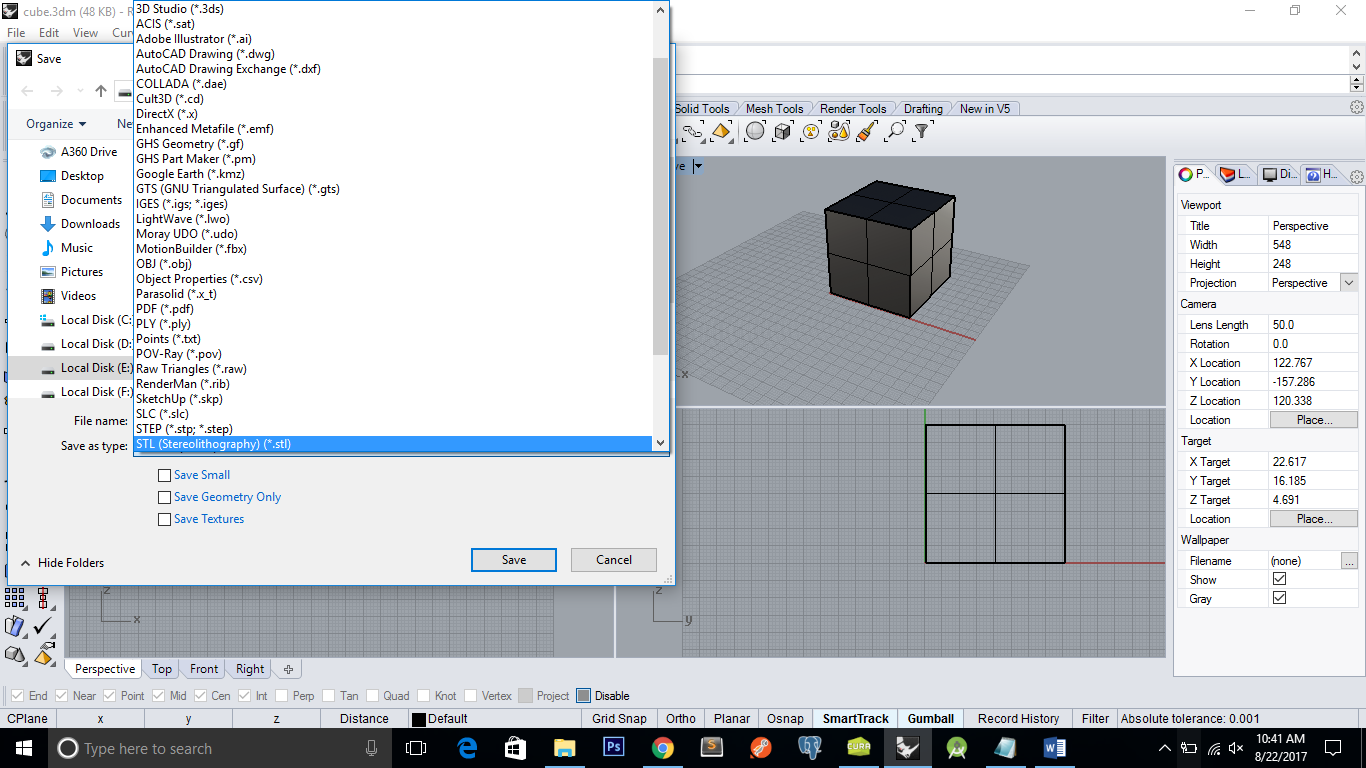 cube.3dm (48 KB) - R
File Edit View Cur
Save
Organize Ne
A360 Drive
Desktop
Documents
Downloads
Music
Pictures
Videos
Local Disk (C:
Local Disk (D:
Local Disk (E:)
Local Disk (F:)
3D Studio (*.3ds)
ACIS (*.sat)
Adobe Illustrator (*.ai)
AutoCAD Drawing (*.dwg)
AutoCAD Drawing Exchange (*.dxf)
COLLADA (*.dae)
Cult3D (*.cd)
DirectX (*.x)
Enhanced Metafile (*.emf)
GHS Geometry (*.gf)
GHS Part Maker (*.pm)
Google Earth (*.kmz)
GTS (GNU Triangulated Surface) (*.gts)
IGES (*.igs; *.iges)
LightWave (*.lwo)
Moray UDO (*.udo)
MotionBuilder (*.fbx)
OBJ (*.obj)
Object Properties (*.csv)
Parasolid (*.x_t)
PDF (*.pdf)
PLY (*.ply)
Points (*.txt)
POV-Ray (*.pov)
Raw Triangles (*.raw)
RenderMan (*.rib)
SketchUp (*.skp)
SLC (*.slc)
STEP (*.stp; *.step)
STL (Stereolithography) (*.stl)
File name:
Save as type:
Save Small
Save Geometry Only
Save Textures
Hide Folders
Save Cancel
Solid Tools Mesh Tools Render Tools Drafting New in V5
ve
x
P... L... Di... H...
Viewport
Title Perspective
Width 548
Height 248
Projection Perspective
Camera
Lens Length 50.0
Rotation 0.0
X Location 122.767
Y Location -157.286
Z Location 120.338
Location Place...
Target
X Target 22.617
Y Target 16.185
Z Target 4.691
Location Place...
Wallpaper
Filename (none) ...
Show
Gray
z x
z y
Perspective Top Front Right
End Near Point Mid Cen Int Perp Tan Quad Knot Vertex Project Disable
CPlane x y z Distance Default Grid Snap Ortho Planar Osnap SmartTrack Gumball Record History Filter Absolute tolerance: 0.001
Type here to search
Ps
S
CURA
W
10:41 AM
8/22/2017